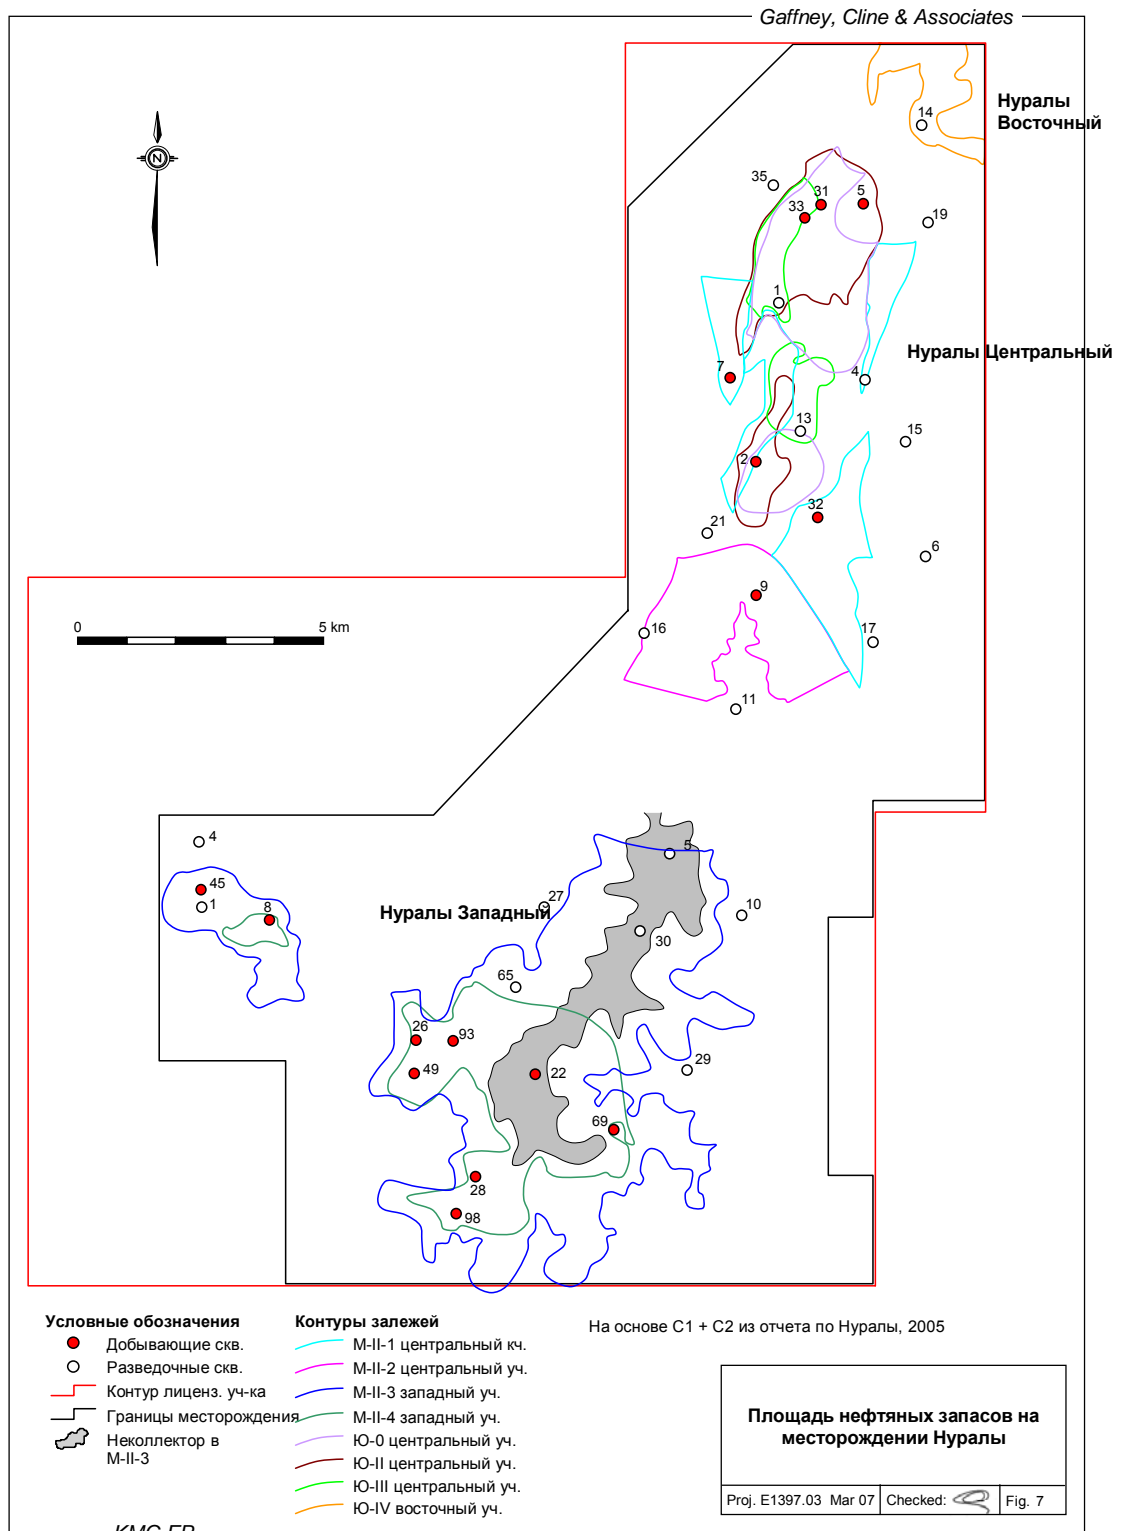 Gaffney, Cline & Associates
Нуралы
Восточный
14
35
31
5
33
19
1
Нуралы Центральный
7
4
13
15
2
32
21
6
9
0
5 km
16
17
11
4
5
45
1
8
27
Нуралы Западный
10
30
65
26
93
29
49
22
69
28
98
Условные обозначения
Добывающие скв.
Разведочные скв.
Контур лиценз. уч-ка
Границы месторождения
Неколлектор в
М-II-3
Контуры залежей
М-II-1 центральный кч.
М-II-2 центральный уч.
М-II-3 западный уч.
М-II-4 западный уч.
Ю-0 центральный уч.
Ю-II центральный уч.
Ю-III центральный уч.
Ю-IV восточный уч.
На основе С1 + С2 из отчета по Нуралы, 2005
Площадь нефтяных запасов на
месторождении Нуралы
Proj. E1397.03 Mar 07 Checked: Fig. 7